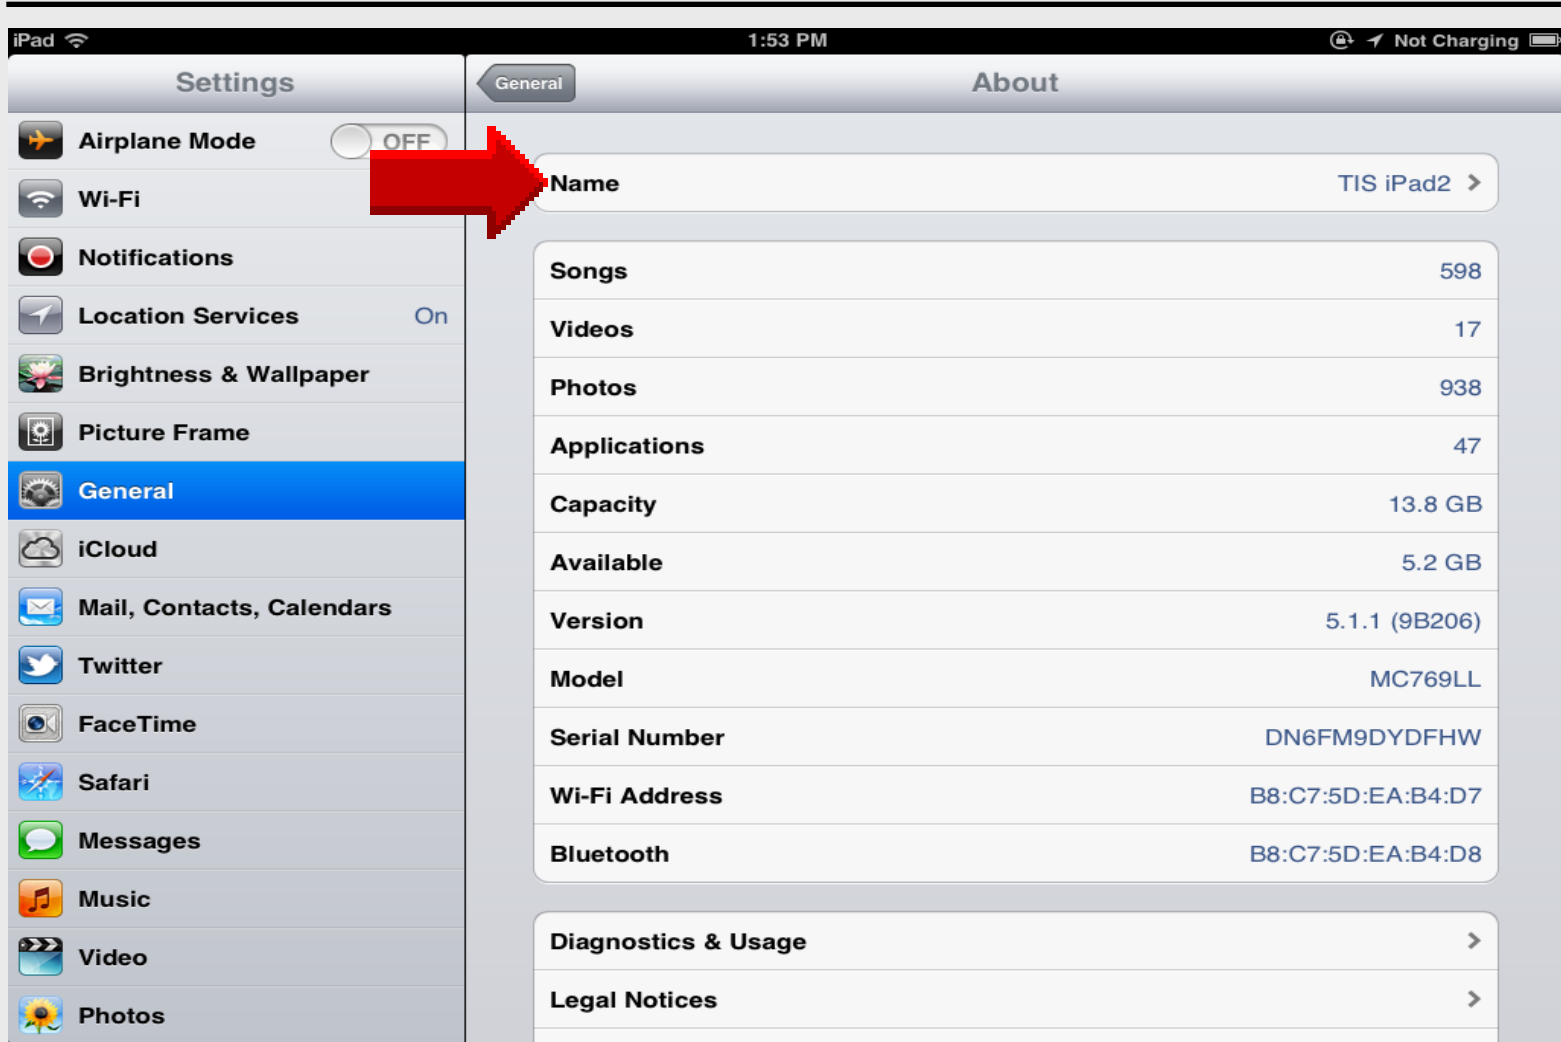 iPad 1:53 PM Not Charging
Settings
General About
Airplane Mode OFF
Wi-Fi
Notifications
Location Services On
Brightness & Wallpaper
Picture Frame
General
iCloud
Mail, Contacts, Calendars
Twitter
FaceTime
Safari
Messages
Music
Video
Photos
Name TIS iPad2
Songs 598
Videos 17
Photos 938
Applications 47
Capacity 13.8 GB
Available 5.2 GB
Version 5.1.1 (9B206)
Model MC769LL
Serial Number DN6FM9DYDFHW
Wi-Fi Address B8:C7:5D:EA:B4:D7
Bluetooth B8:C7:5D:EA:B4:D8
Diagnostics & Usage
Legal Notices